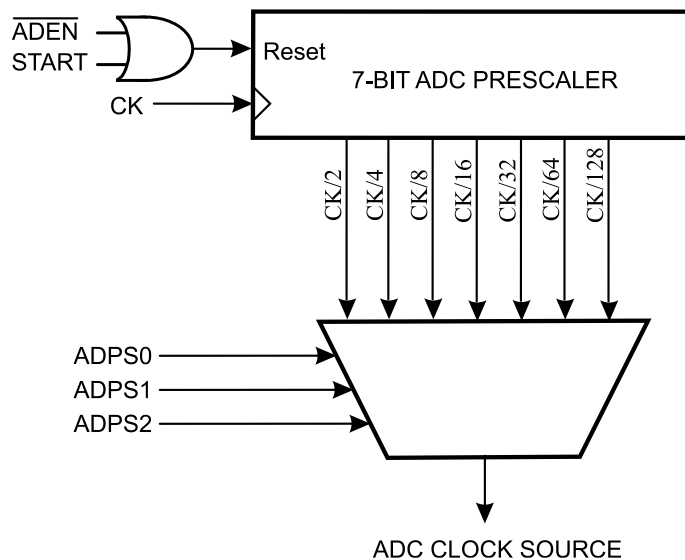 ADEN
START
Reset
7-BIT ADC PRESCALER
CK
CK/2
CK/4
CK/8
CK/16
CK/32
CK/64
CK/128
ADPS0
ADPS1
ADPS2
ADC CLOCK SOURCE